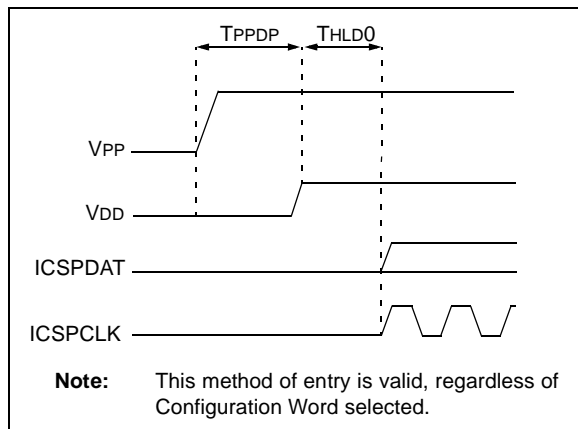 TPPDP THLD0
VPP
VDD
ICSPDAT
ICSPCLK
Note: This method of entry is valid, regardless of
Configuration Word selected.